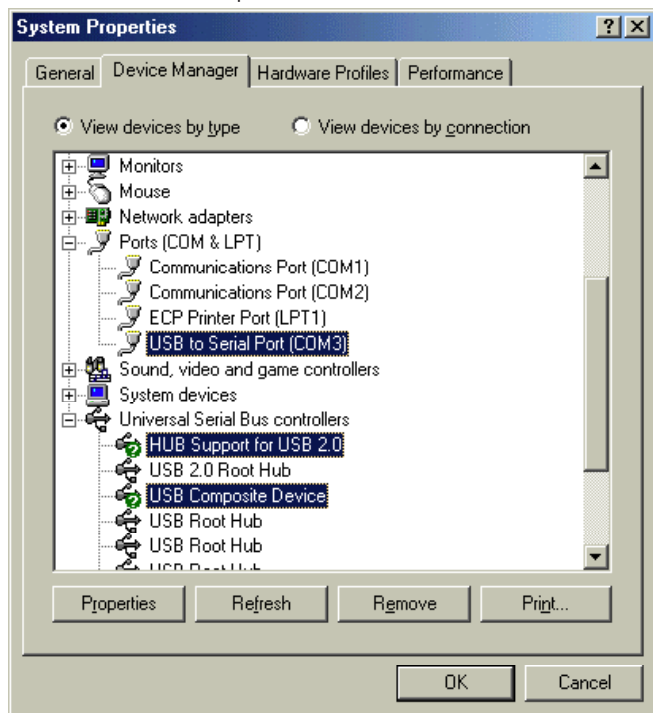 System Properties
General Device Manager Hardware Profiles Performance
View devices by type View devices by connection
Monitors
Mouse
Network adapters
Ports (COM & LPT)
Communications Port (COM1)
Communications Port (COM2)
ECP Printer Port (LPT1)
USB to Serial Port (COM3)
Sound, video and game controllers
System devices
Universal Serial Bus controllers
HUB Support for USB 2.0
USB 2.0 Root Hub
USB Composite Device
USB Root Hub
USB Root Hub
USB Root Hub
Properties Refresh Remove Print...
OK Cancel